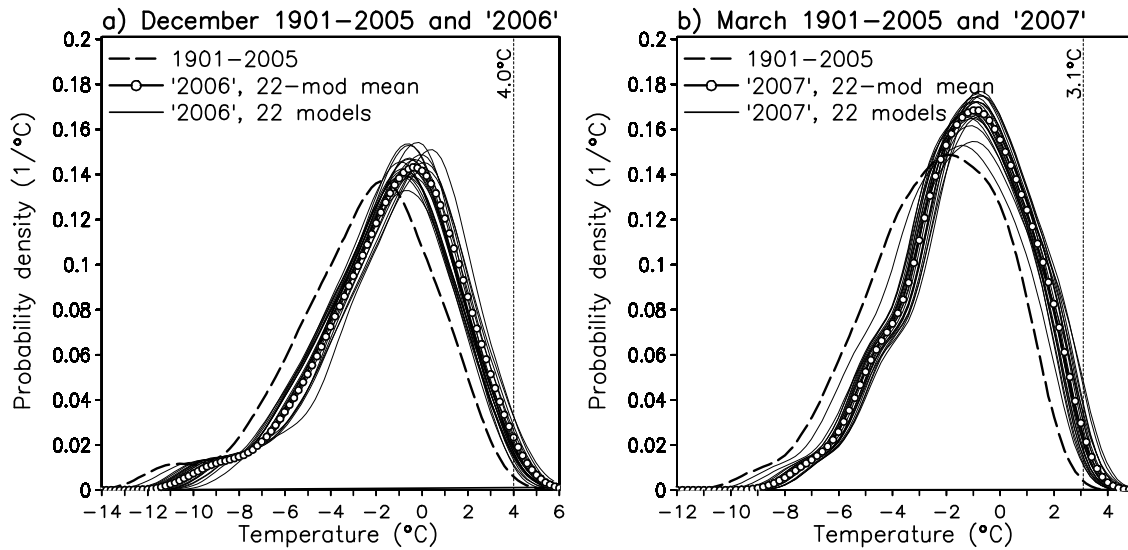 a) December 1901–2005 and '2006'
0.2
0.18
0.16
0.14
0.12
0.1
0.08
0.06
0.04
0.02
0
Probability density (1/°C)
1901–2005
'2006', 22–mod mean
'2006', 22 models
4.0°C
-14 -12 -10 -8 -6 -4 -2 0 2 4 6
Temperature (°C)
b) March 1901–2005 and '2007'
0.2
0.18
0.16
0.14
0.12
0.1
0.08
0.06
0.04
0.02
0
Probability density (1/°C)
1901–2005
'2007', 22–mod mean
'2007', 22 models
3.1°C
-12 -10 -8 -6 -4 -2 0 2 4
Temperature (°C)